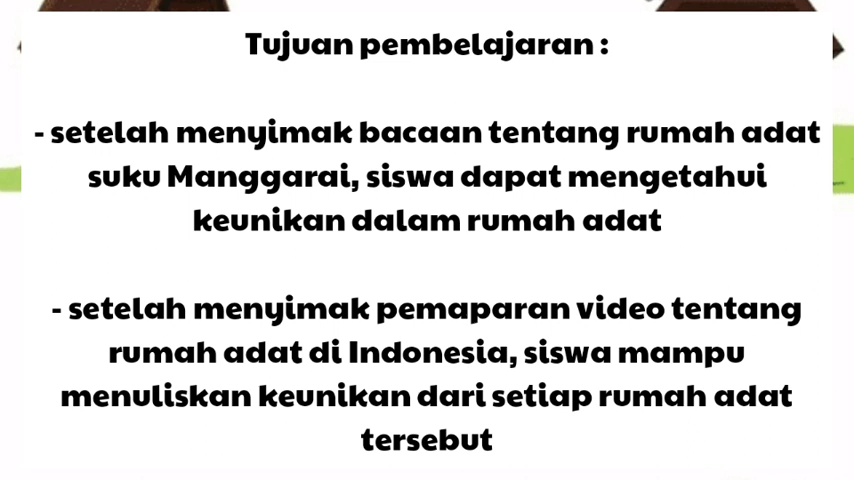 Tujuan pembelajaran :
- setelah menyimak bacaan tentang rumah adat
suku Manggarai, siswa dapat mengetahui
keunikan dalam rumah adat
- setelah menyimak pemaparan video tentang
rumah adat di Indonesia, siswa mampu
menuliskan keunikan dari setiap rumah adat
tersebut